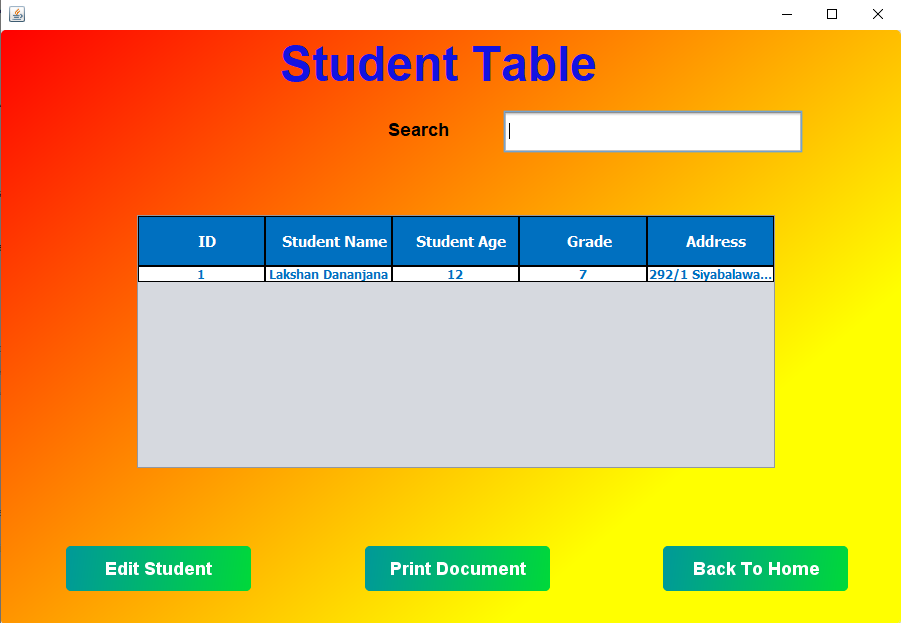 Student Table
Search
ID Student Name Student Age Grade Address
1 Lakshan Dananjana 12 7 292/1 Siyabalawa...
Edit Student Print Document Back To Home